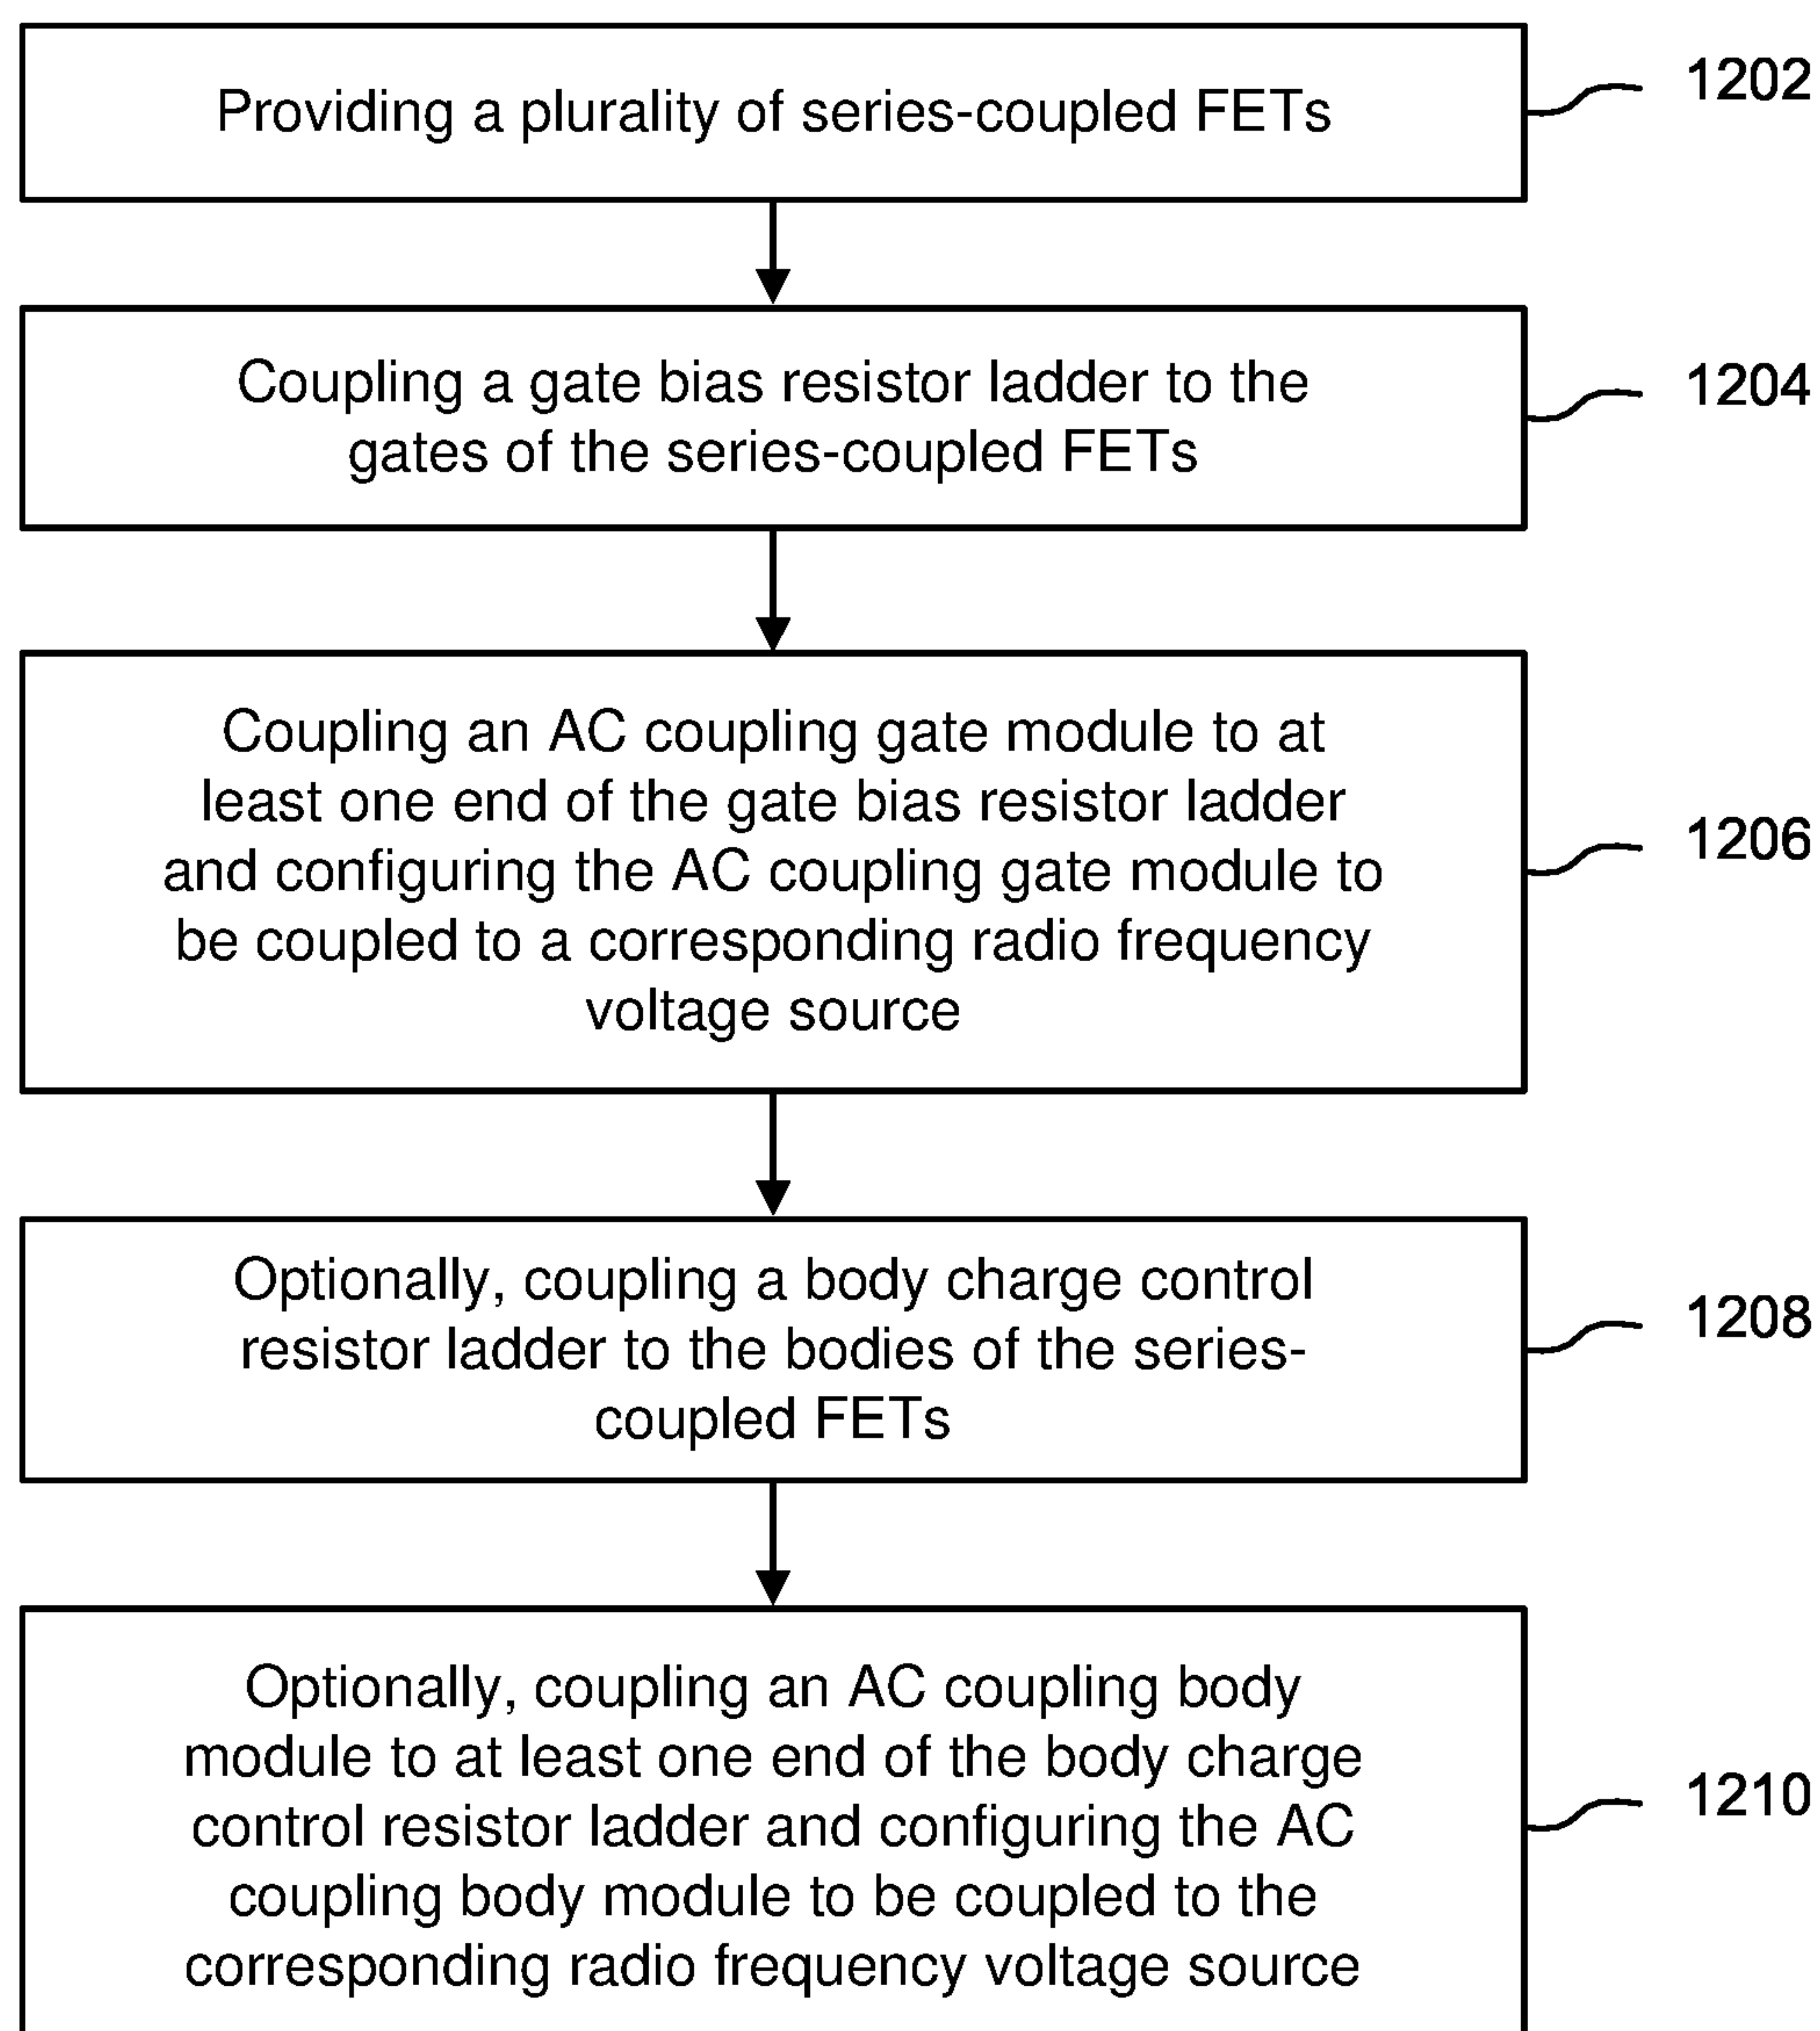 Providing a plurality of series-coupled FETs
1202
Coupling a gate bias resistor ladder to the
gates of the series-coupled FETs
1204
Coupling an AC coupling gate module to at
least one end of the gate bias resistor ladder
and configuring the AC coupling gate module to
be coupled to a corresponding radio frequency
voltage source
1206
Optionally, coupling a body charge control
resistor ladder to the bodies of the series-
coupled FETs
1208
Optionally, coupling an AC coupling body
module to at least one end of the body charge
control resistor ladder and configuring the AC
coupling body module to be coupled to the
corresponding radio frequency voltage source
1210